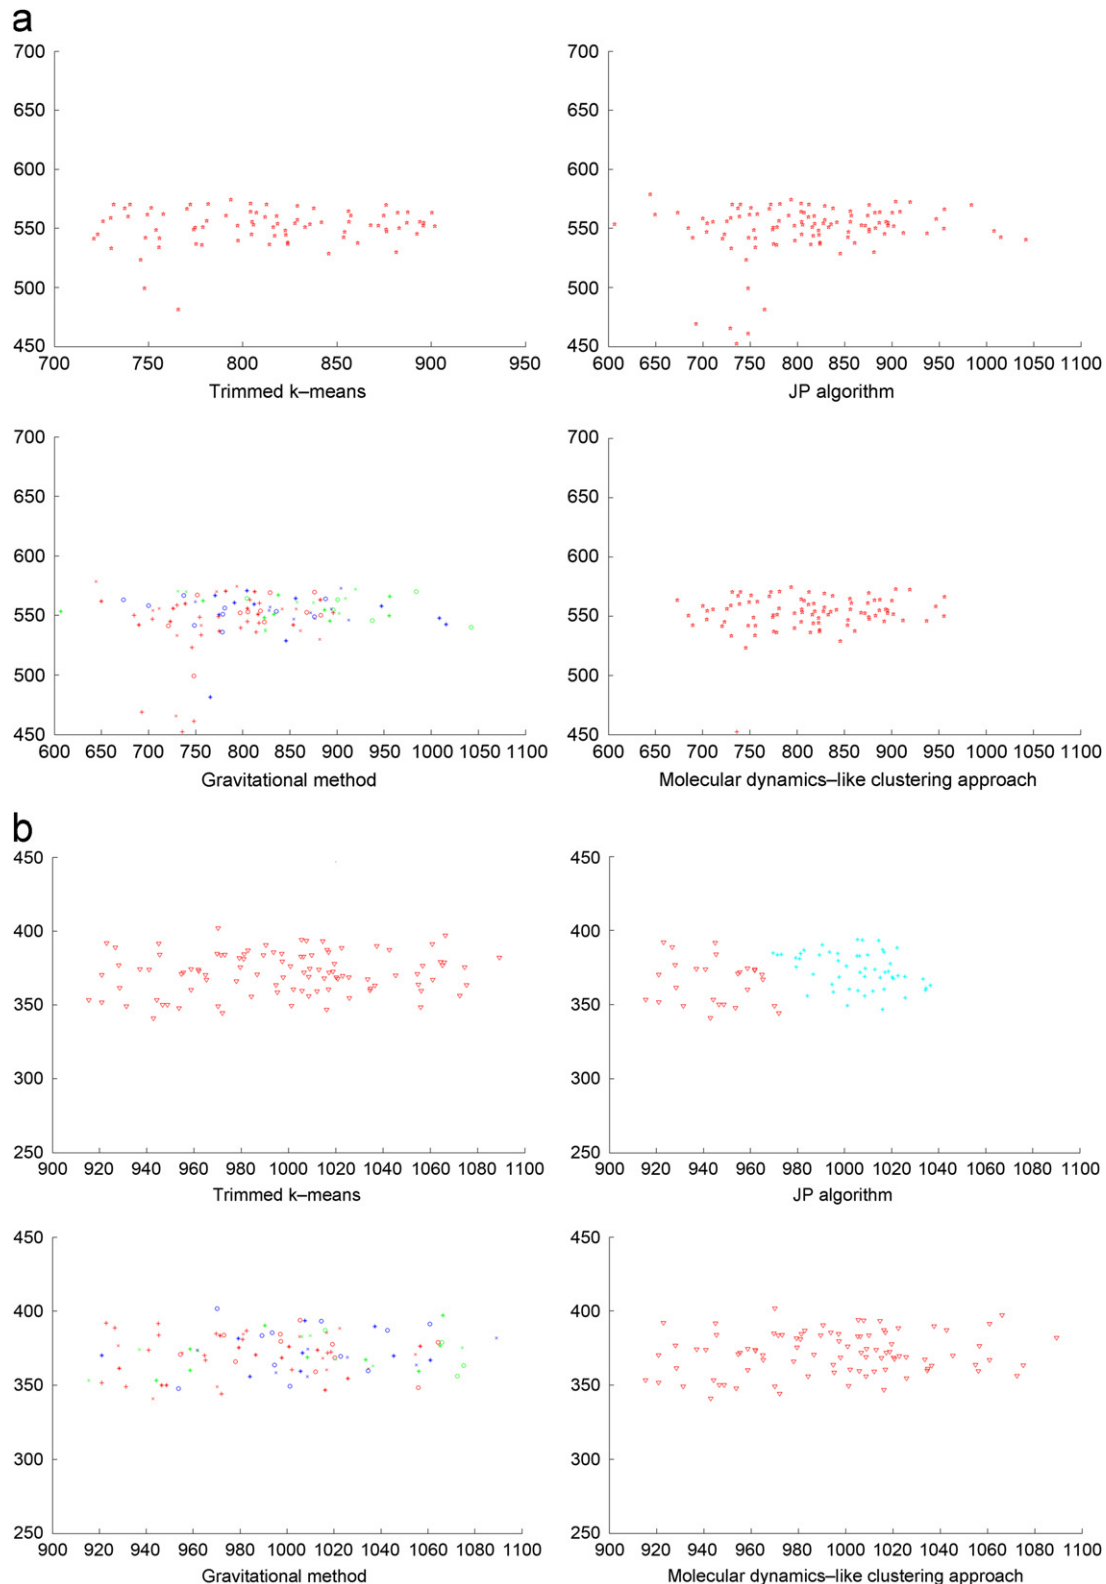 a
700
650
600
550
500
450
700 750 800 850 900 950
Trimmed k–means
700
650
600
550
500
450
600 650 700 750 800 850 900 950 1000 1050 1100
JP algorithm
700
650
600
550
500
450
600 650 700 750 800 850 900 950 1000 1050 1100
Gravitational method
700
650
600
550
500
450
600 650 700 750 800 850 900 950 1000 1050 1100
Molecular dynamics–like clustering approach
b
450
400
350
300
250
900 920 940 960 980 1000 1020 1040 1060 1080 1100
Trimmed k–means
450
400
350
300
250
900 920 940 960 980 1000 1020 1040 1060 1080 1100
JP algorithm
450
400
350
300
250
900 920 940 960 980 1000 1020 1040 1060 1080 1100
Gravitational method
450
400
350
300
250
900 920 940 960 980 1000 1020 1040 1060 1080 1100
Molecular dynamics–like clustering approach